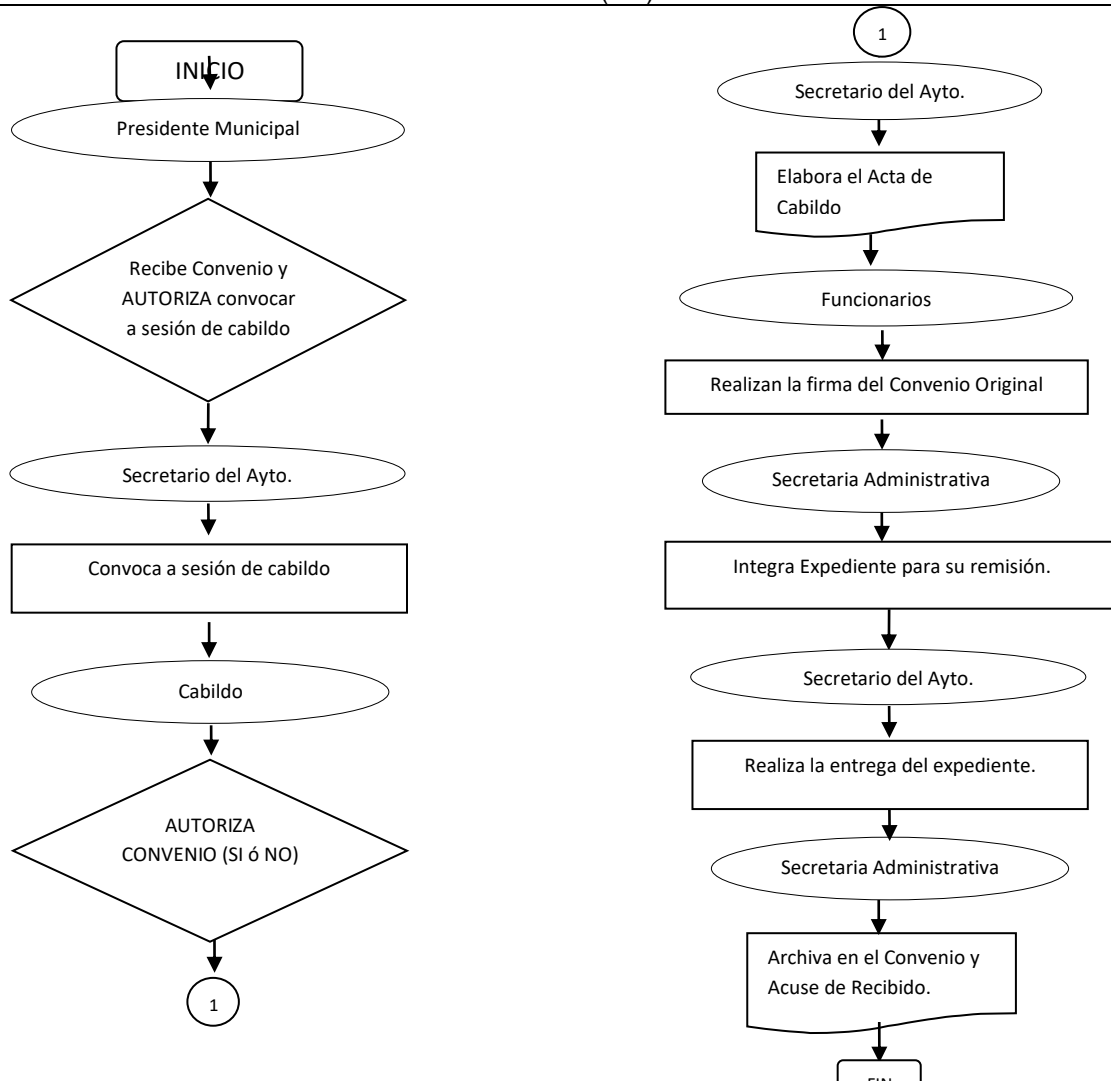 INICIO
Presidente Municipal
Recibe Convenio y
AUTORIZA convocar
a sesión de cabildo
Secretario del Ayto.
Convoca a sesión de cabildo
Cabildo
AUTORIZA
CONVENIO (SI ó NO)
1
1
Secretario del Ayto.
Elabora el Acta de
Cabildo
Funcionarios
Realizan la firma del Convenio Original
Secretaria Administrativa
Integra Expediente para su remisión.
Secretario del Ayto.
Realiza la entrega del expediente.
Secretaria Administrativa
Archiva en el Convenio y
Acuse de Recibido.
FIN